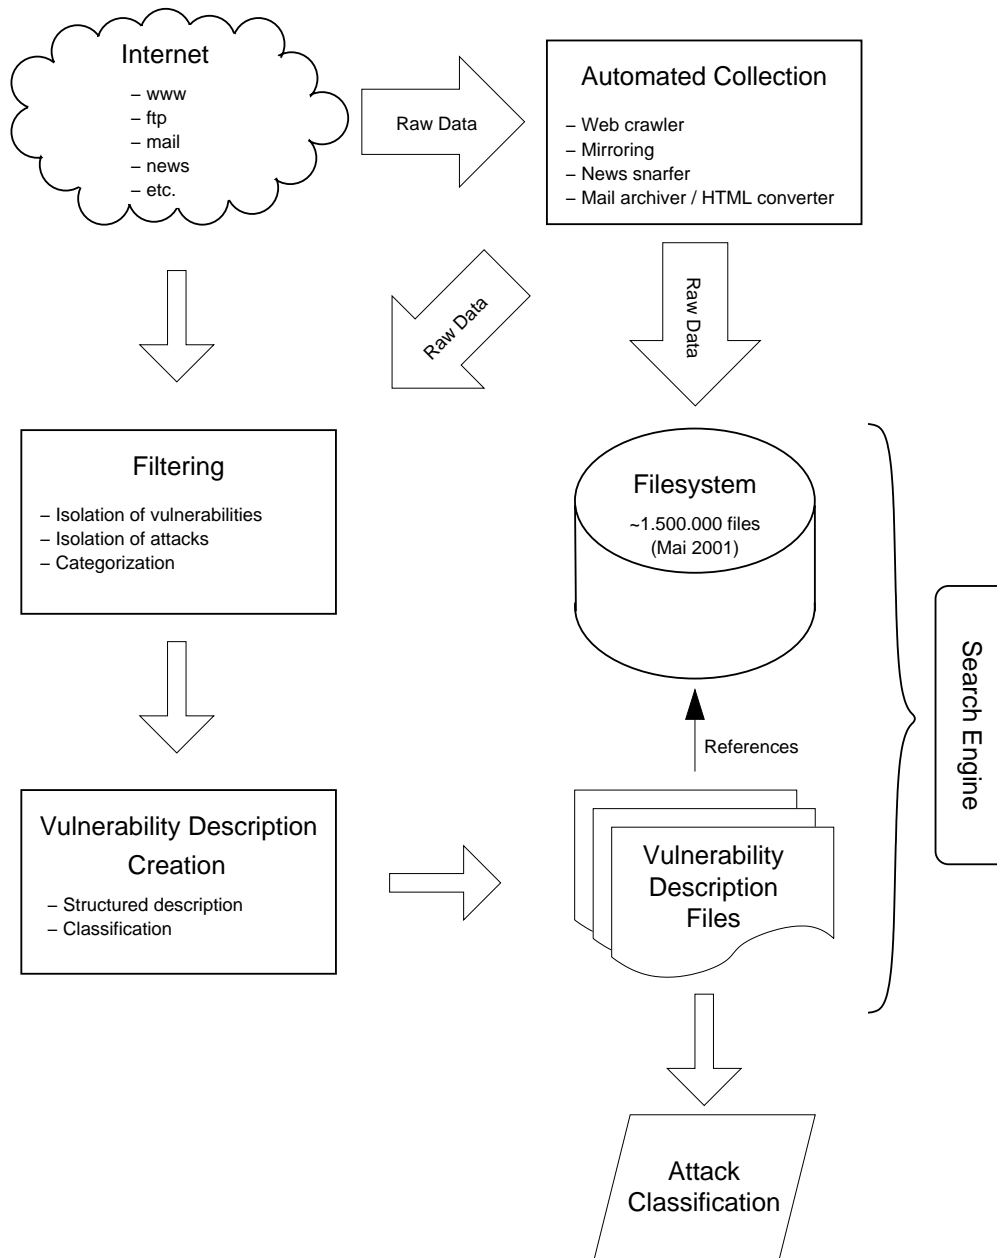 Internet
– www
– ftp
– mail
– news
– etc.
Raw Data
Automated Collection
– Web crawler
– Mirroring
– News snarfer
– Mail archiver / HTML converter
Raw Data
Raw Data
Filtering
– Isolation of vulnerabilities
– Isolation of attacks
– Categorization
Filesystem
~1.500.000 files
(Mai 2001)
Search Engine
References
Vulnerability Description
Creation
– Structured description
– Classification
Vulnerability
Description
Files
Attack
Classification